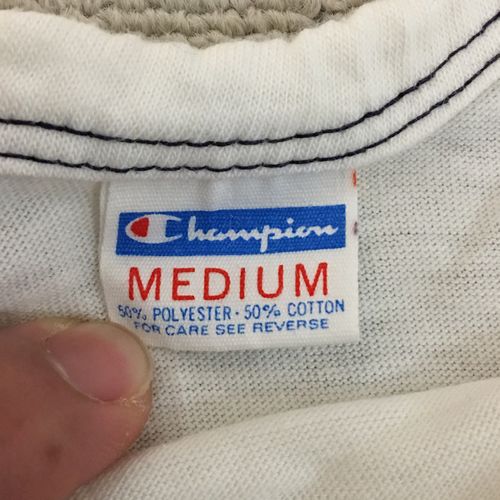 Champion
MEDIUM
50% POLYESTER · 50% COTTON
FOR CARE SEE REVERSE